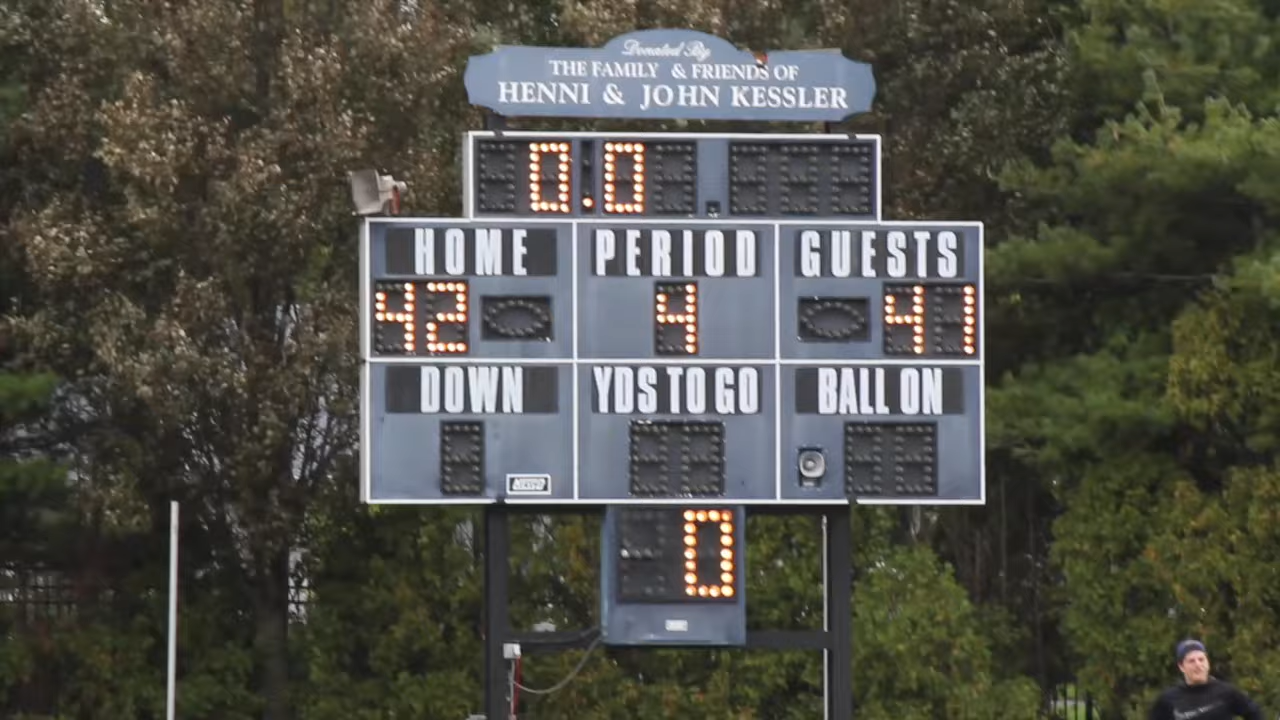 Donated By
THE FAMILY & FRIENDS OF
HENNI & JOHN KESSLER
0.0
HOME PERIOD GUESTS
42 4 41
DOWN YDS TO GO BALL ON
0